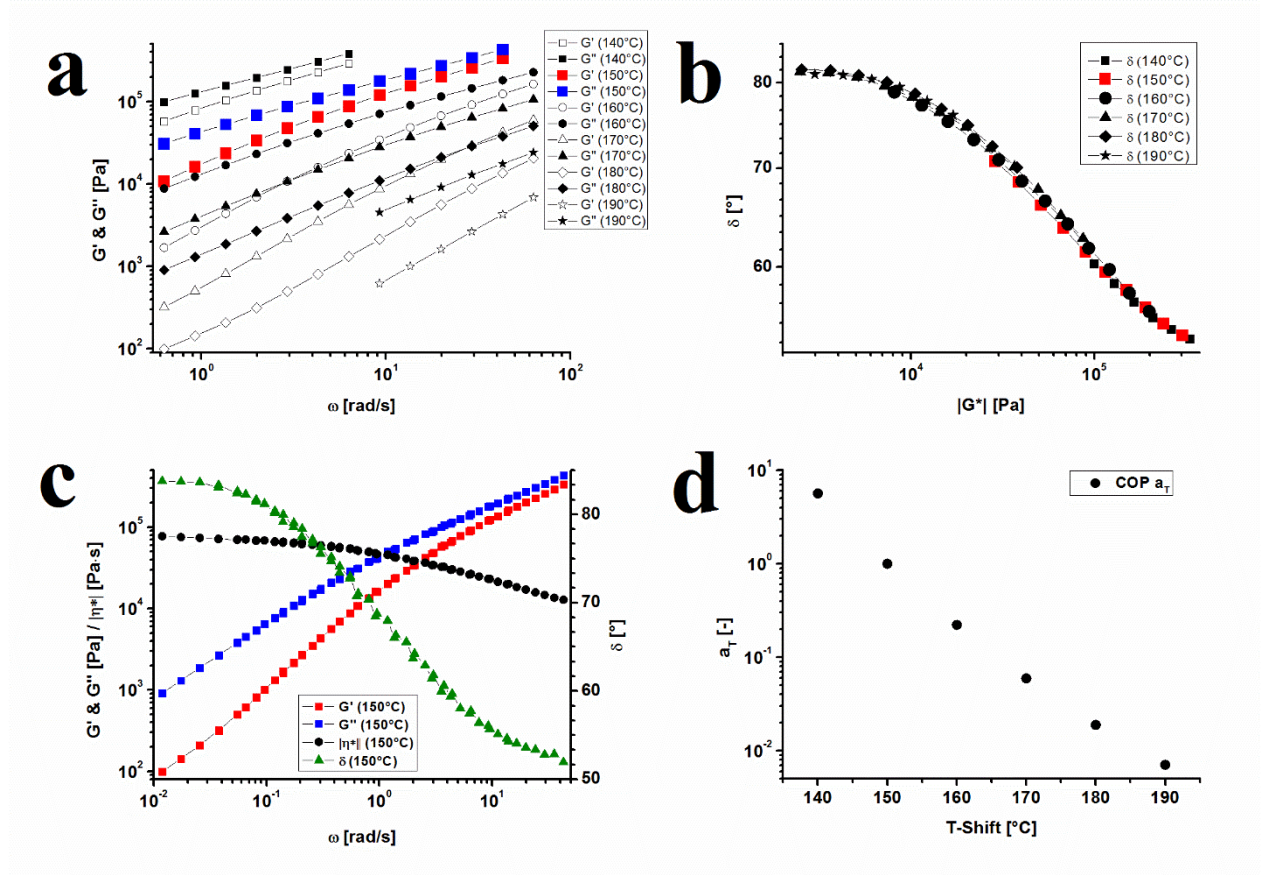 a
G' & G'' [Pa]
10⁵
10⁴
10³
10²
10⁰
10¹
10²
ω [rad/s]
G' (140°C)
G'' (140°C)
G' (150°C)
G'' (150°C)
G' (160°C)
G'' (160°C)
G' (170°C)
G'' (170°C)
G' (180°C)
G'' (180°C)
G' (190°C)
G'' (190°C)
b
δ [°]
80
70
60
10⁴
10⁵
|G*| [Pa]
δ (140°C)
δ (150°C)
δ (160°C)
δ (170°C)
δ (180°C)
δ (190°C)
c
G' & G'' [Pa] / |η*| [Pa·s]
10⁵
10⁴
10³
10²
10⁻²
10⁻¹
10⁰
10¹
ω [rad/s]
80
70
60
50
δ [°]
G' (150°C)
G'' (150°C)
|η*| (150°C)
δ (150°C)
d
a_T [-]
10¹
10⁰
10⁻¹
10⁻²
140
150
160
170
180
190
T-Shift [°C]
COP a_T